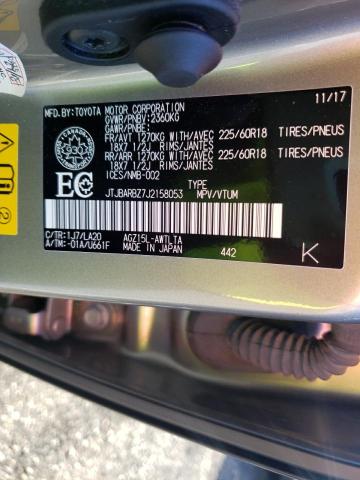 MFD.BY:TOYOTA MOTOR CORPORATION 11/17
GVWR/PNBV:2360KG
GAWR/PNBE:
FR/AVT 1270KG WITH/AVEC 225/60R18 TIRES/PNEUS
18X7 1/2J RIMS/JANTES
RR/ARR 1270KG WITH/AVEC 225/60R18 TIRES/PNEUS
18X7 1/2J RIMS/JANTES
ICES/NMB-002
TYPE
JTJBARBZ7J2158053 MPV/VTUM
CANADA
EC
C/TR:1J7/LA20 AGZ15L-AWTLTA
A/TM:-01A/U661F MADE IN JAPAN 442 K
(2)